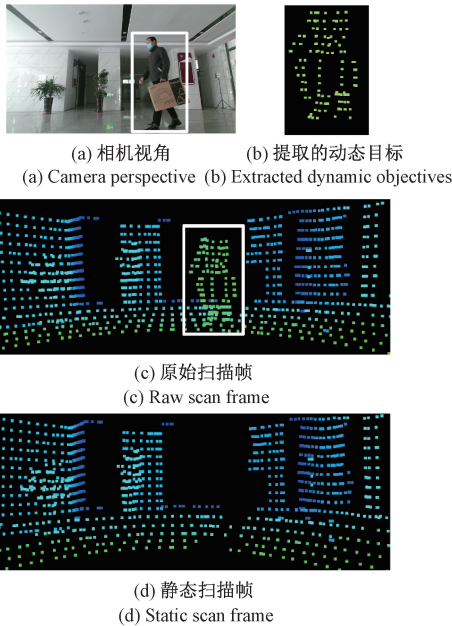 (a) 相机视角
(b) 提取的动态目标
(a) Camera perspective
(b) Extracted dynamic objectives
(c) 原始扫描帧
(c) Raw scan frame
(d) 静态扫描帧
(d) Static scan frame